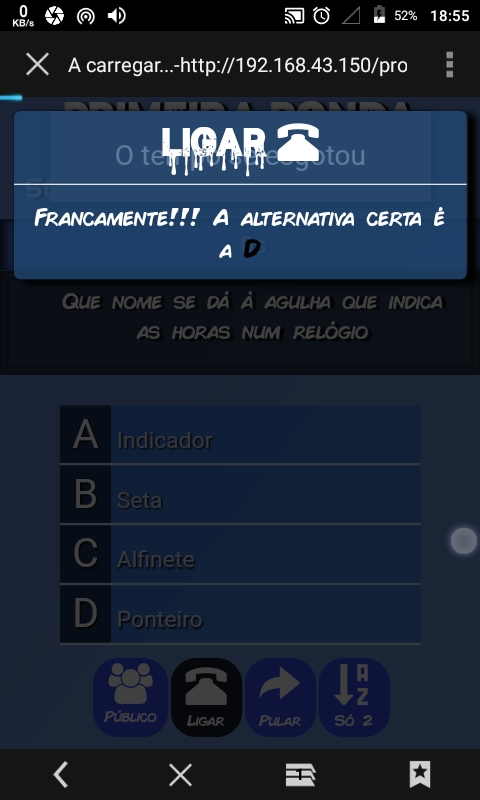 0
KB/s
52%
18:55
A carregar...-http://192.168.43.150/pro
PRIMEIRA RONDA
LIGAR
O te
gotou
Francamente!!! A alternativa certa é
a D
Que nome se dá à agulha que indica
as horas num relógio
A Indicador
B Seta
C Alfinete
D Ponteiro
Público
Ligar
Pular
Só 2
A
Z
1